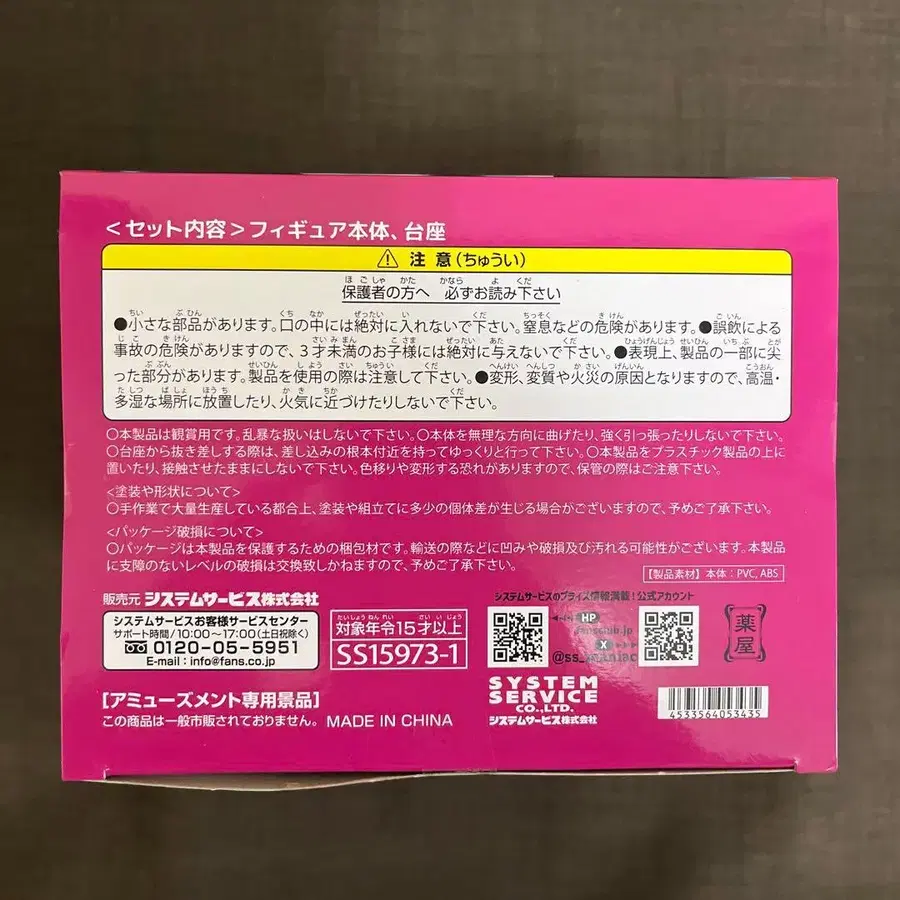 ＜セット内容＞フィギュア本体、台座
注意(ちゅうい)
保護者の方へ 必ずお読み下さい
●小さな部品があります。口の中には絶対に入れないで下さい。窒息などの危険があります。●誤飲による
事故の危険がありますので、３才未満のお子様には絶対に与えないで下さい。●表現上、製品の一部に尖
った部分があります。製品を使用の際は注意して下さい。●変形、変質や火災の原因となりますので、高温・
多湿な場所に放置したり、火気に近づけたりしないで下さい。
○本製品は観賞用です。乱暴な扱いはしないで下さい。○本体を無理な方向に曲げたり、強く引っ張ったりしないで下さい。
○台座から抜き差しする際は、差し込みの根本付近を持ってゆっくりと行って下さい。○本製品をプラスチック製品の上に
置いたり、接触させたままにしないで下さい。色移りや変形する恐れがありますので、保管の際はご注意下さい。
<塗装や形状について>
○手作業で大量生産している都合上、塗装や組立てに多少の個体差が生じる場合がございますので、予めご了承下さい。
<パッケージ破損について>
○パッケージは本製品を保護するための梱包材です。輸送の際などに凹みや破損及び汚れる可能性がございます。本製品
に支障のないレベルの破損は交換致しかねますので、予めご了承下さい。
【製品素材】本体：PVC, ABS
販売元 システムサービス株式会社
システムサービスお客様サービスセンター
サポート時間/10:00～17:00(土日祝除く)
0120-05-5951
E-mail : info@fans.co.jp
対象年令15才以上
SS15973-1
システムサービスのプライズ情報満載！公式アカウント
HP
X
SYSTEM
SERVICE
CO.,LTD.
システムサービス株式会社
薬屋
4533564053435
【アミューズメント専用景品】
この商品は一般市販されておりません。 MADE IN CHINA